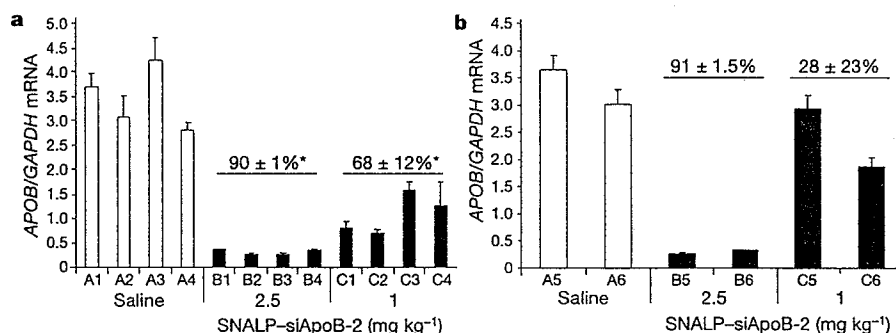 a
5.0
4.5
4.0
3.5
3.0
2.5
2.0
1.5
1.0
0.5
0
APOB/GAPDH mRNA
90 ± 1%*
68 ± 12%*
A1 A2 A3 A4 B1 B2 B3 B4 C1 C2 C3 C4
Saline 2.5 1
SNALP–siApoB-2 (mg kg⁻¹)
b
4.5
4.0
3.5
3.0
2.5
2.0
1.5
1.0
0.5
0
APOB/GAPDH mRNA
91 ± 1.5%
28 ± 23%
A5 A6 B5 B6 C5 C6
Saline 2.5 1
SNALP–siApoB-2 (mg kg⁻¹)